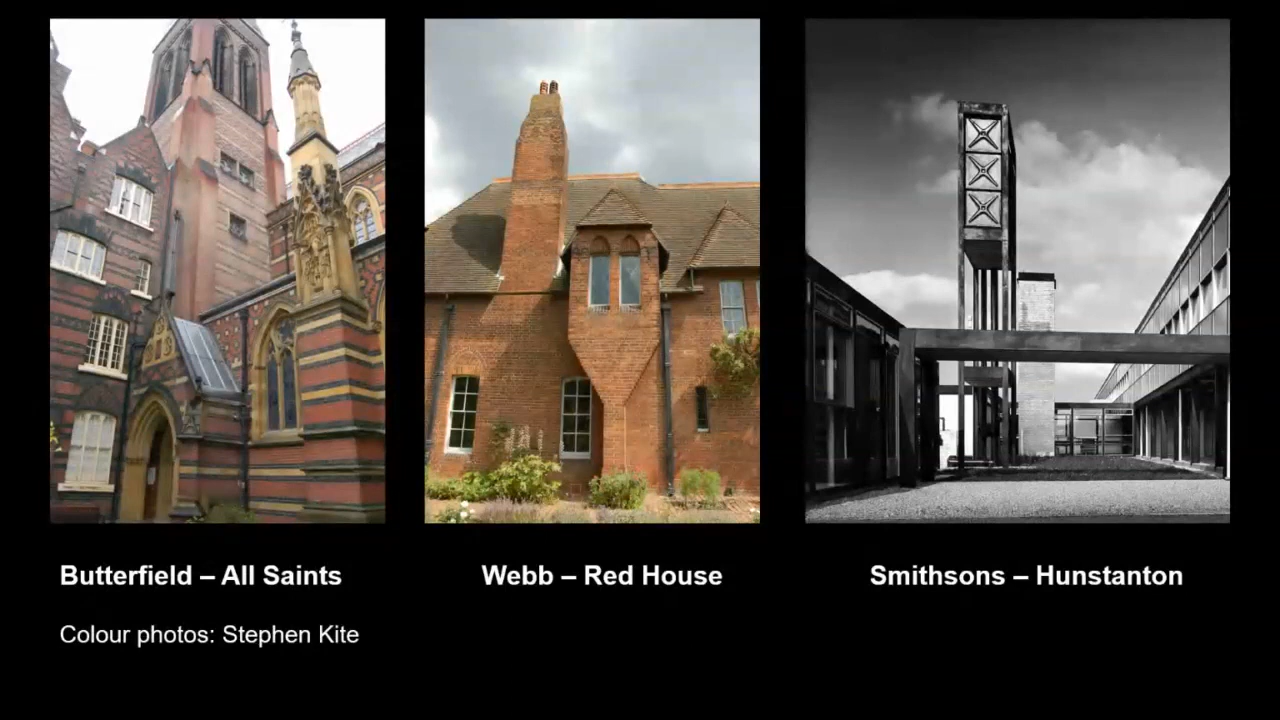 Butterfield – All Saints
Webb – Red House
Smithsons – Hunstanton
Colour photos: Stephen Kite